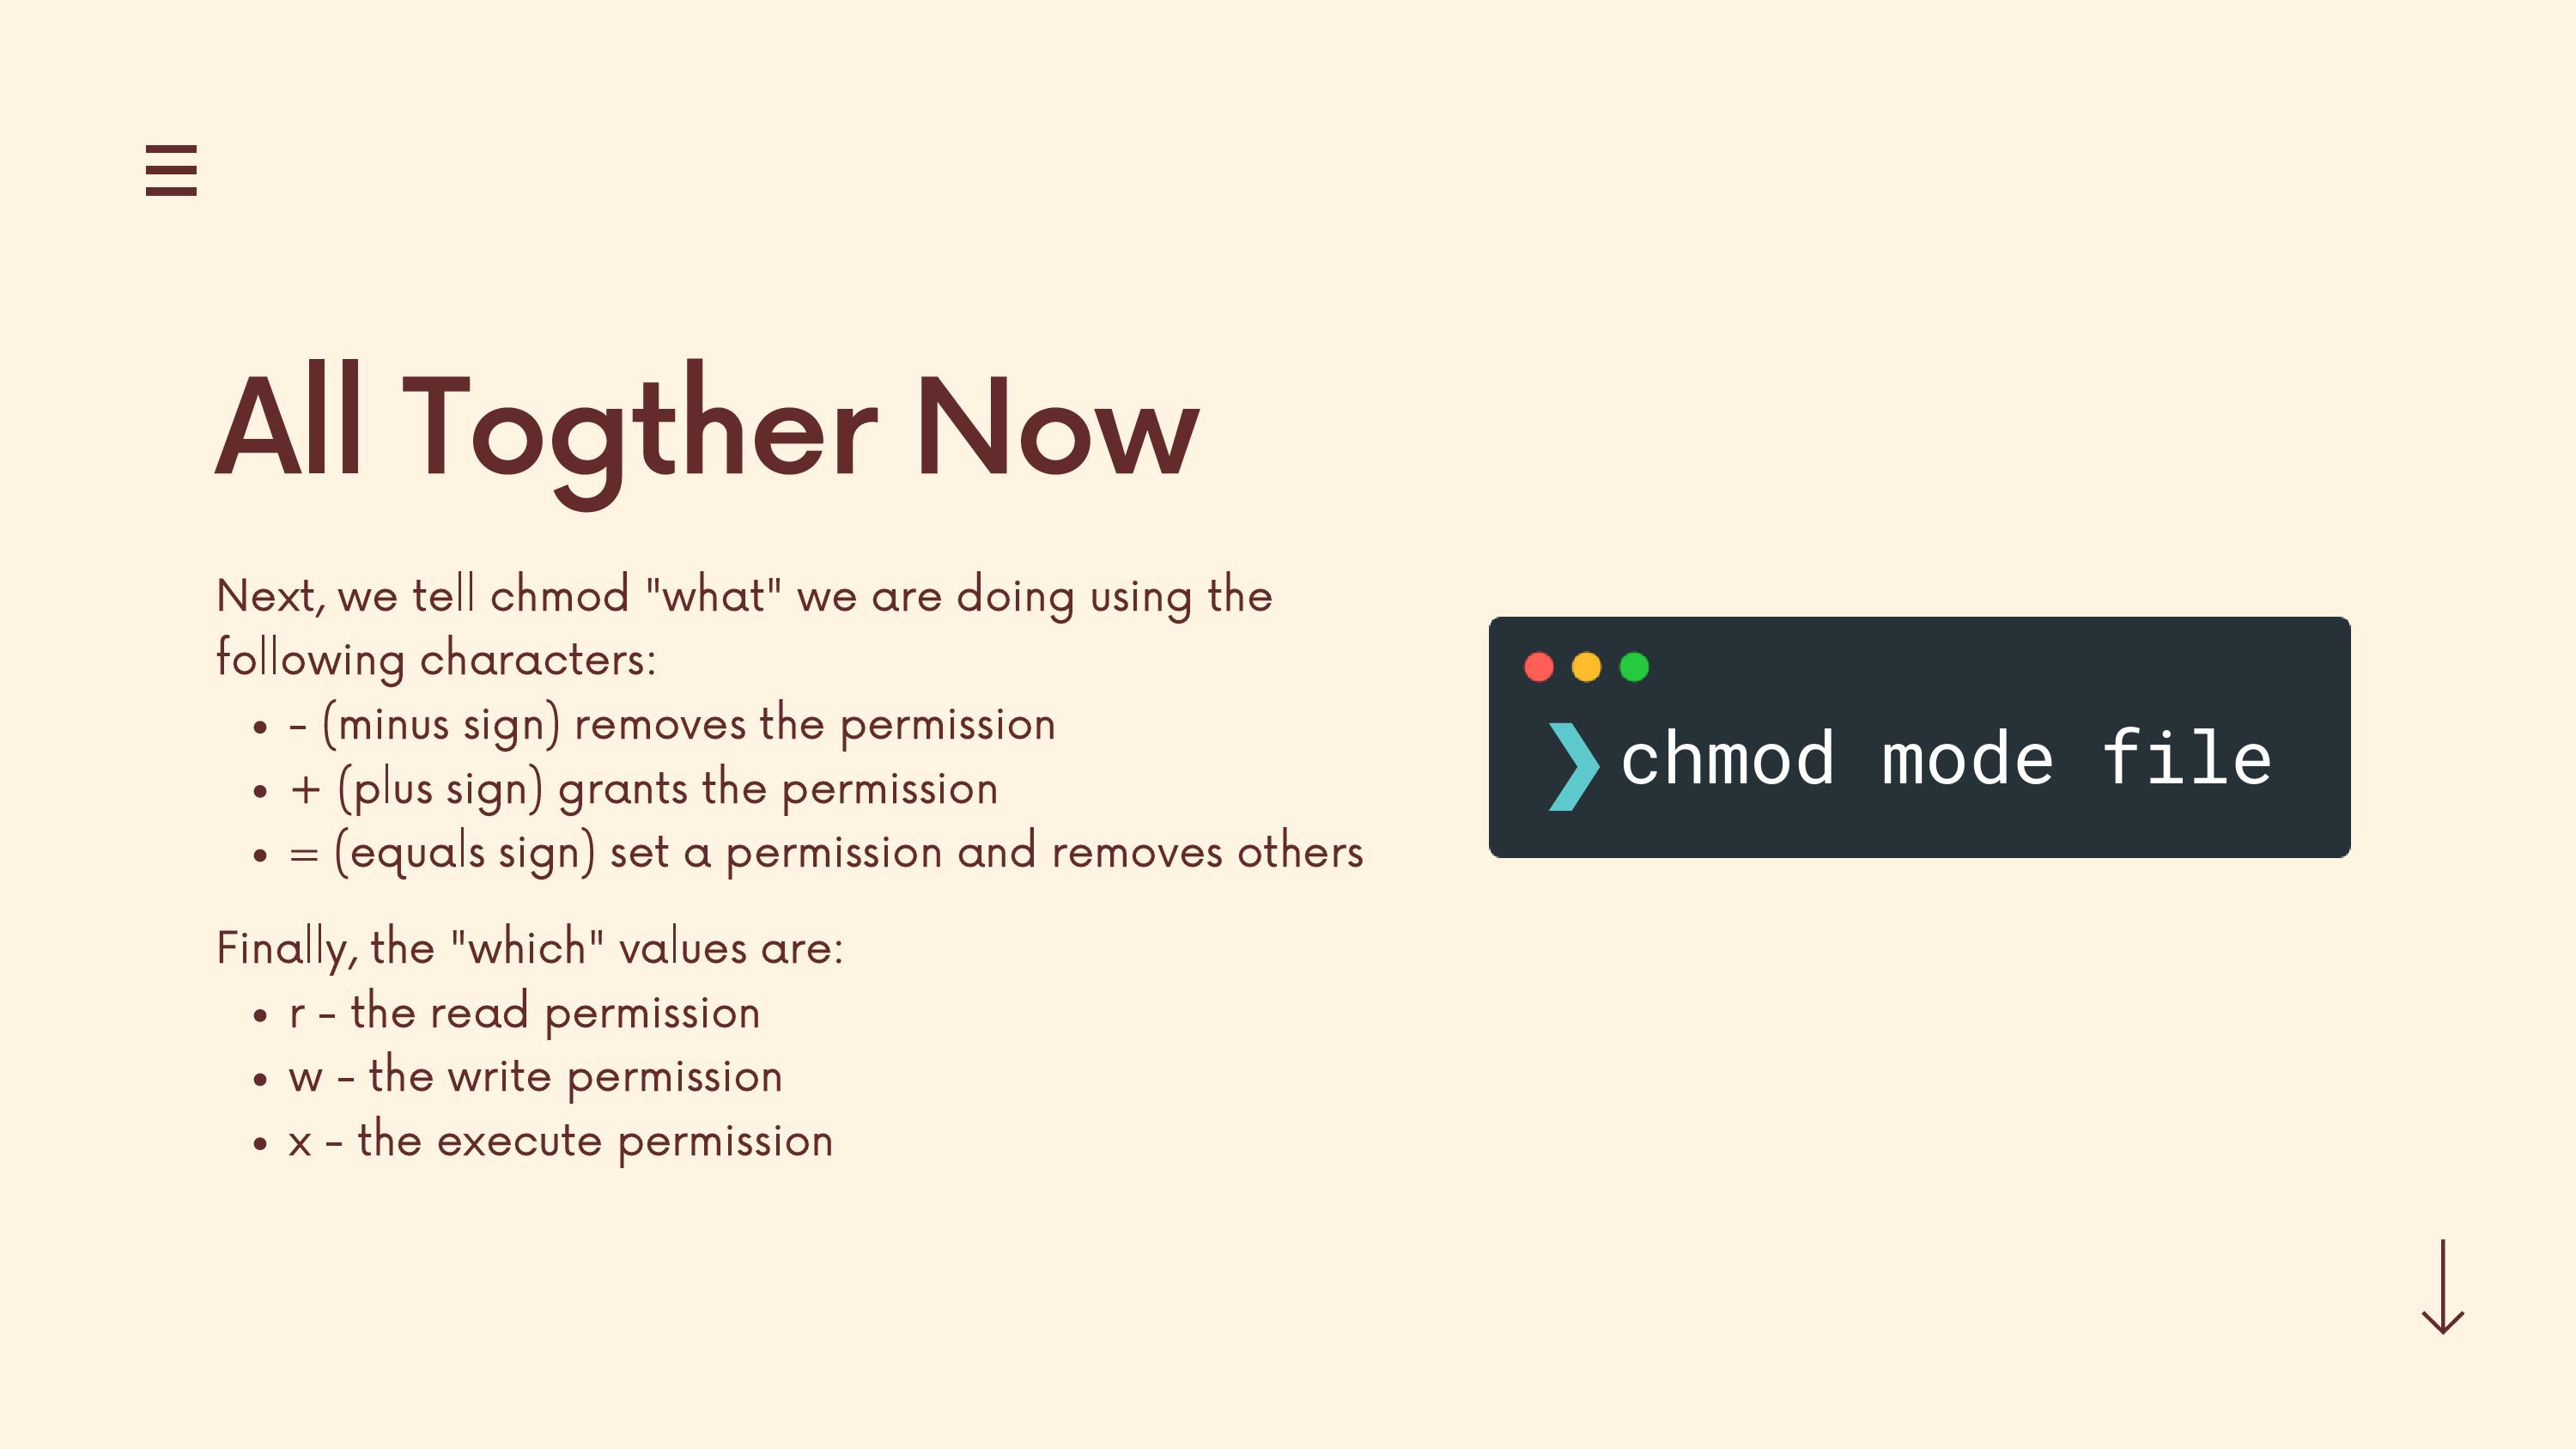 All Togther Now
Next, we tell chmod "what" we are doing using the
following characters:
• - (minus sign) removes the permission
• + (plus sign) grants the permission
• = (equals sign) set a permission and removes others
Finally, the "which" values are:
• r - the read permission
• w - the write permission
• x - the execute permission
❯ chmod mode file